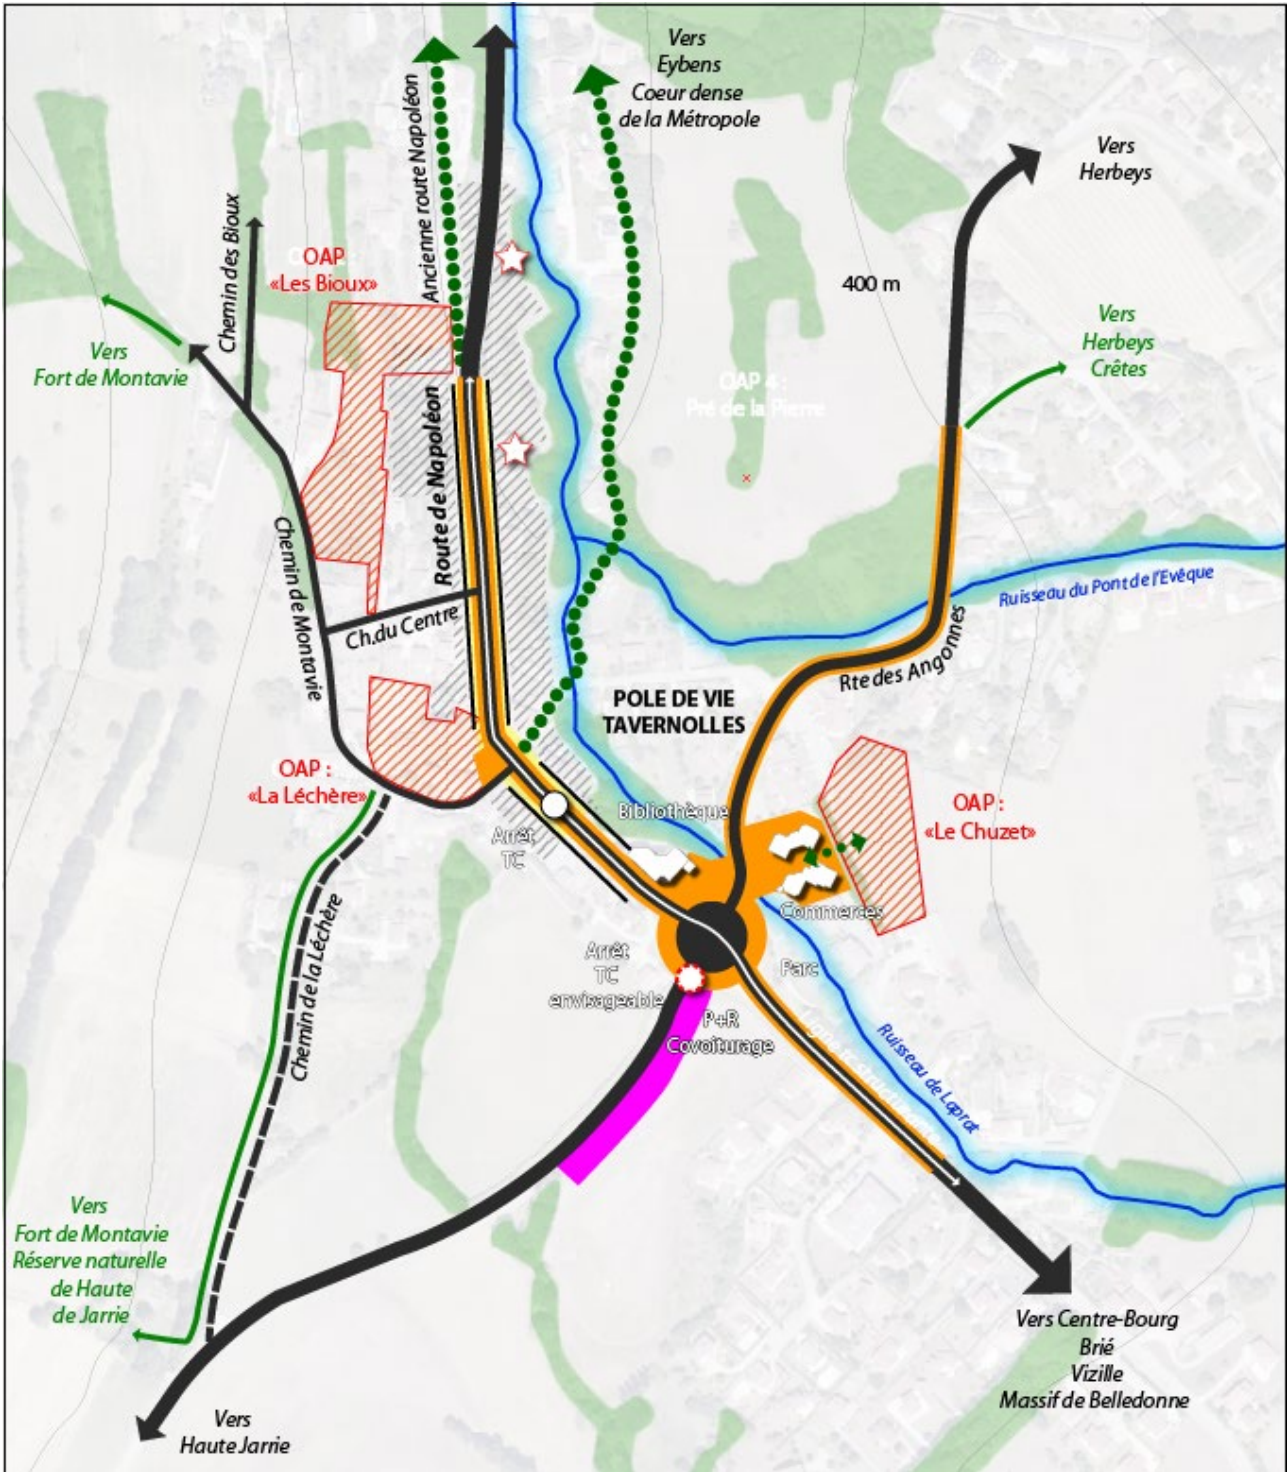 Vers
Eybens
Coeur dense
de la Métropole
Vers
Herbeys
Ancienne route Napoléon
Chemin des Bioux
OAP
«Les Bioux»
400 m
Vers
Fort de Montavie
Vers
Herbeys
Crêtes
OAP 4 :
Pré de la Pierre
Route de Napoléon
Chemin de Montavie
Ch.du Centre
Ruisseau du Pont de l'Evêque
Rte des Angonnes
POLE DE VIE
TAVERNOLLES
OAP :
«La Léchère»
Bibliothèque
OAP :
«Le Chuzet»
Arrêt
TC
Commerces
Chemin de la Léchère
Arrêt
TC
envisageable
Parc
P+R
Covoiturage
Ruisseau de Laprat
Vers
Fort de Montavie
Réserve naturelle
de Haute
de Jarrie
Vers Centre-Bourg
Brié
Vizille
Massif de Belledonne
Vers
Haute Jarrie